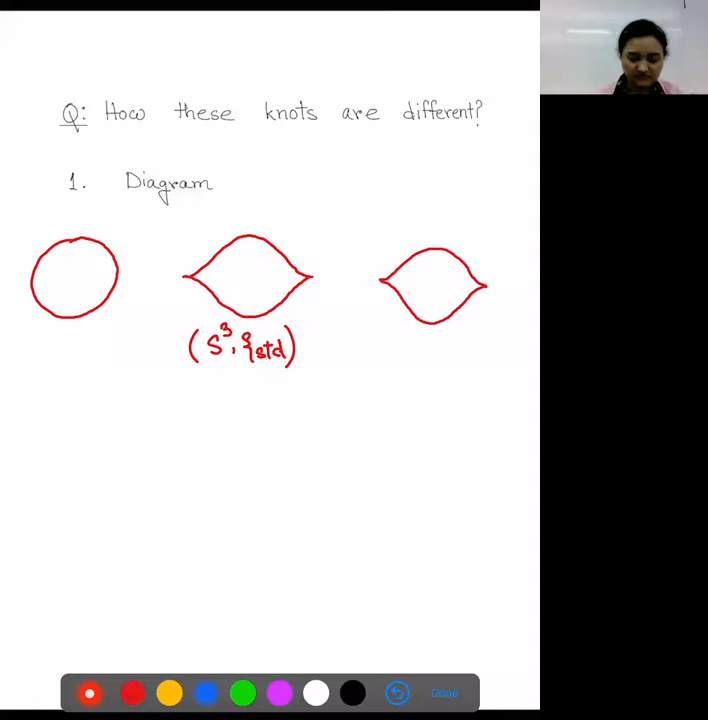 Q: How these knots are different?
1. Diagram
(S³, ξstd)
Done